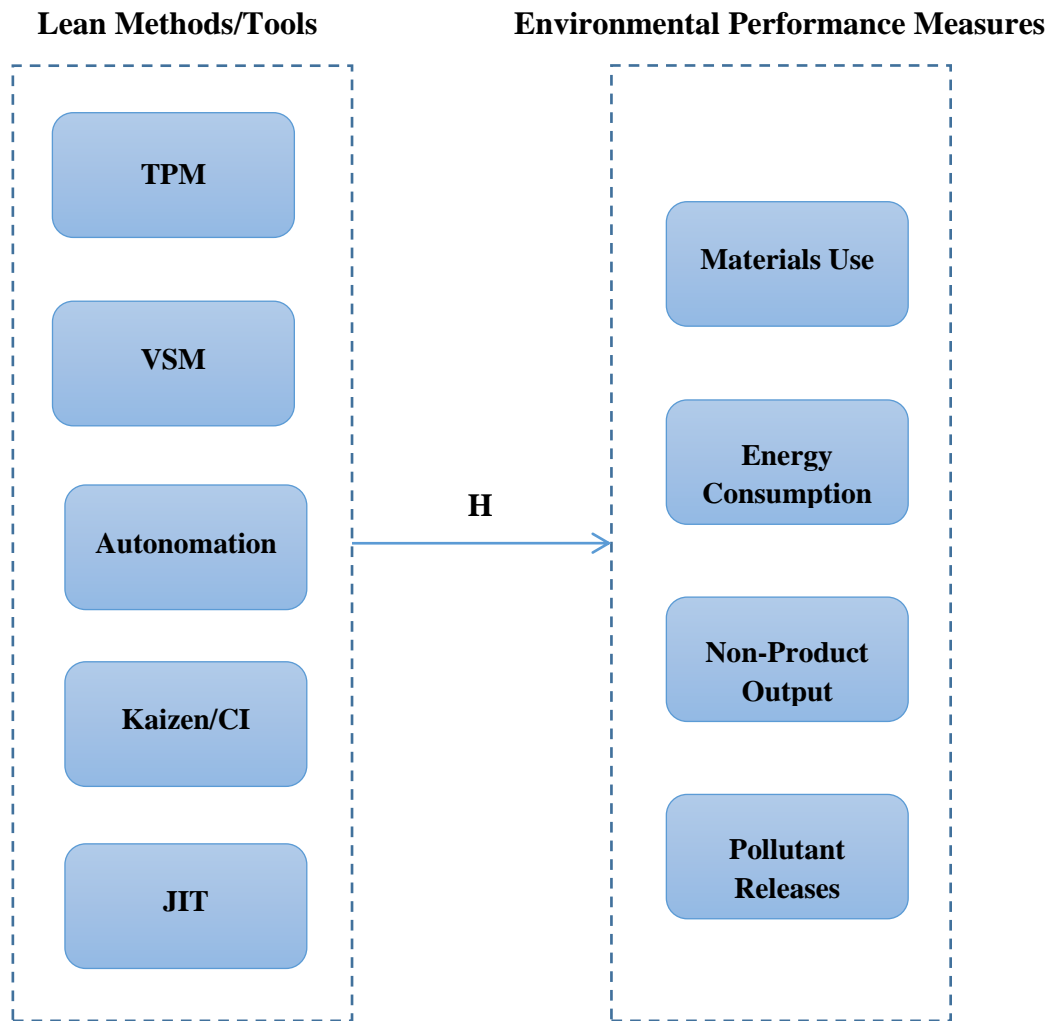 Lean Methods/Tools
Environmental Performance Measures
TPM
VSM
Autonomation
Kaizen/CI
JIT
H
Materials Use
Energy
Consumption
Non-Product
Output
Pollutant
Releases